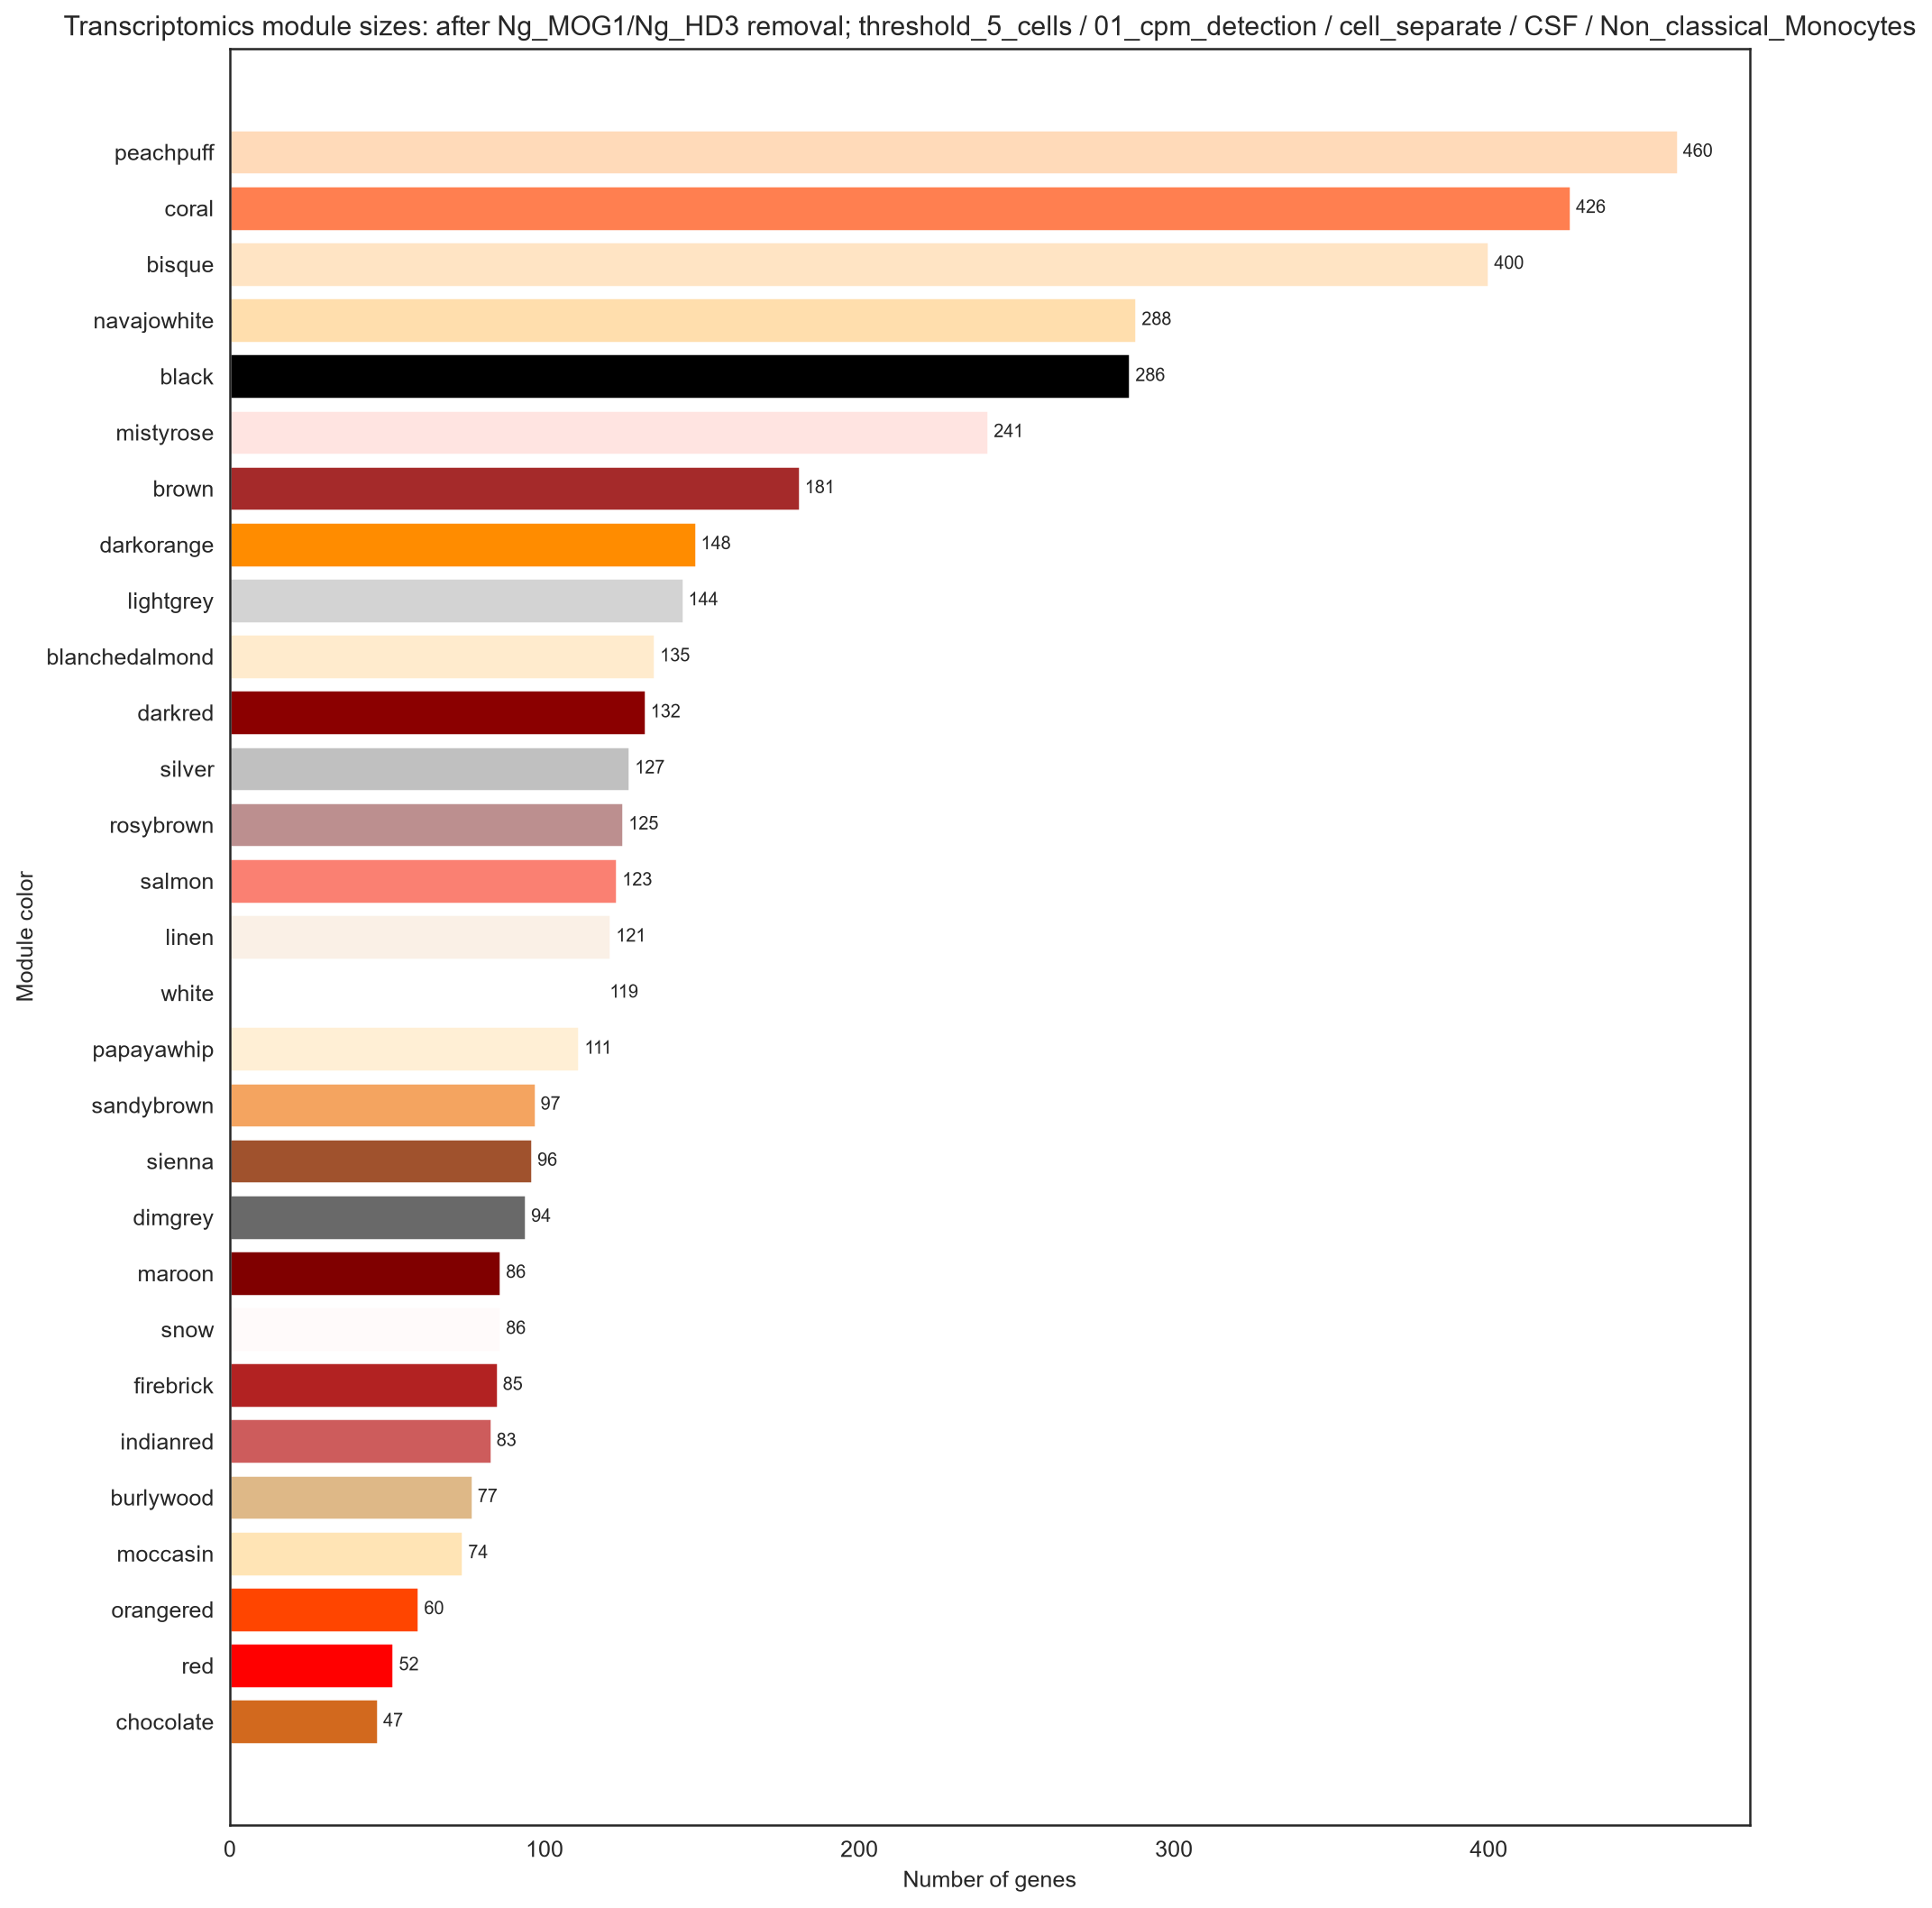 Transcriptomics module sizes: after Ng_MOG1/Ng_HD3 removal; threshold_5_cells / 01_cpm_detection / cell_separate / CSF / Non_classical_Monocytes
peachpuff 460
coral 426
bisque 400
navajowhite 288
black 286
mistyrose 241
brown 181
darkorange 148
lightgrey 144
blanchedalmond 135
darkred 132
silver 127
rosybrown 125
salmon 123
linen 121
white 119
papayawhip 111
sandybrown 97
sienna 96
dimgrey 94
maroon 86
snow 86
firebrick 85
indianred 83
burlywood 77
moccasin 74
orangered 60
red 52
chocolate 47
Module color
0 100 200 300 400
Number of genes